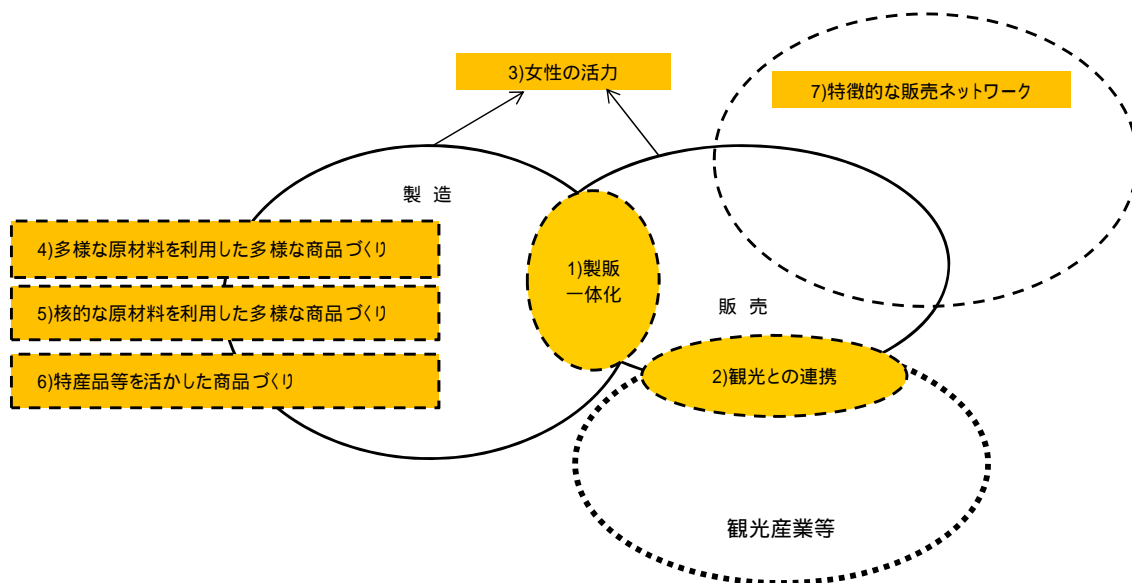 3)女性の活力
7)特徴的な販売ネットワーク
製 造
4)多様な原材料を利用した多様な商品づくり
1)製販
一体化
5)核的な原材料を利用した多様な商品づくり
販 売
6)特産品等を活かした商品づくり
2)観光との連携
観光産業等